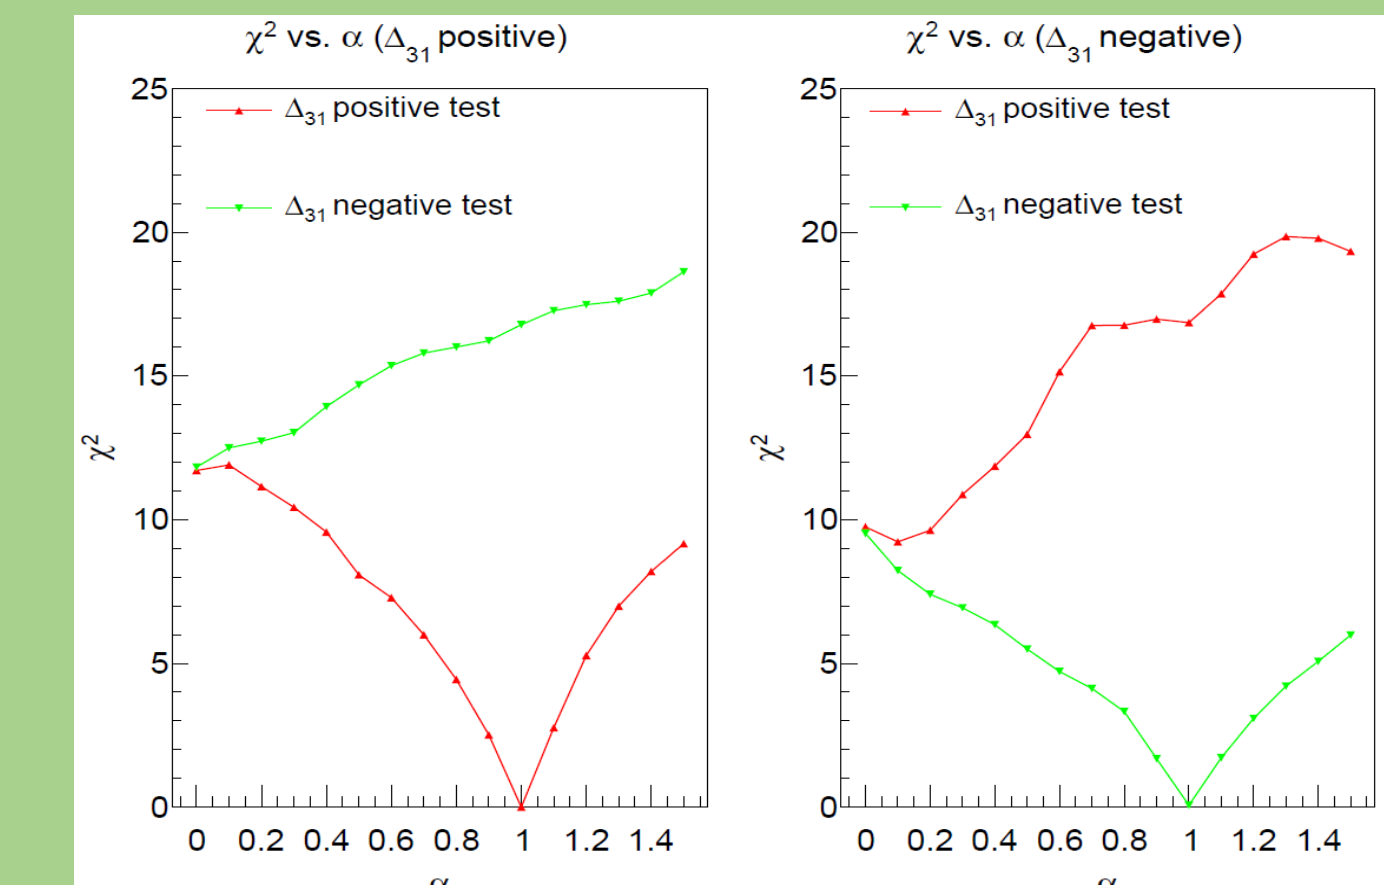 χ² vs. α (Δ₃₁ positive)
25
Δ₃₁ positive test
Δ₃₁ negative test
20
15
χ²
10
5
0
0 0.2 0.4 0.6 0.8 1 1.2 1.4
α
χ² vs. α (Δ₃₁ negative)
25
Δ₃₁ positive test
Δ₃₁ negative test
20
15
χ²
10
5
0
0 0.2 0.4 0.6 0.8 1 1.2 1.4
α